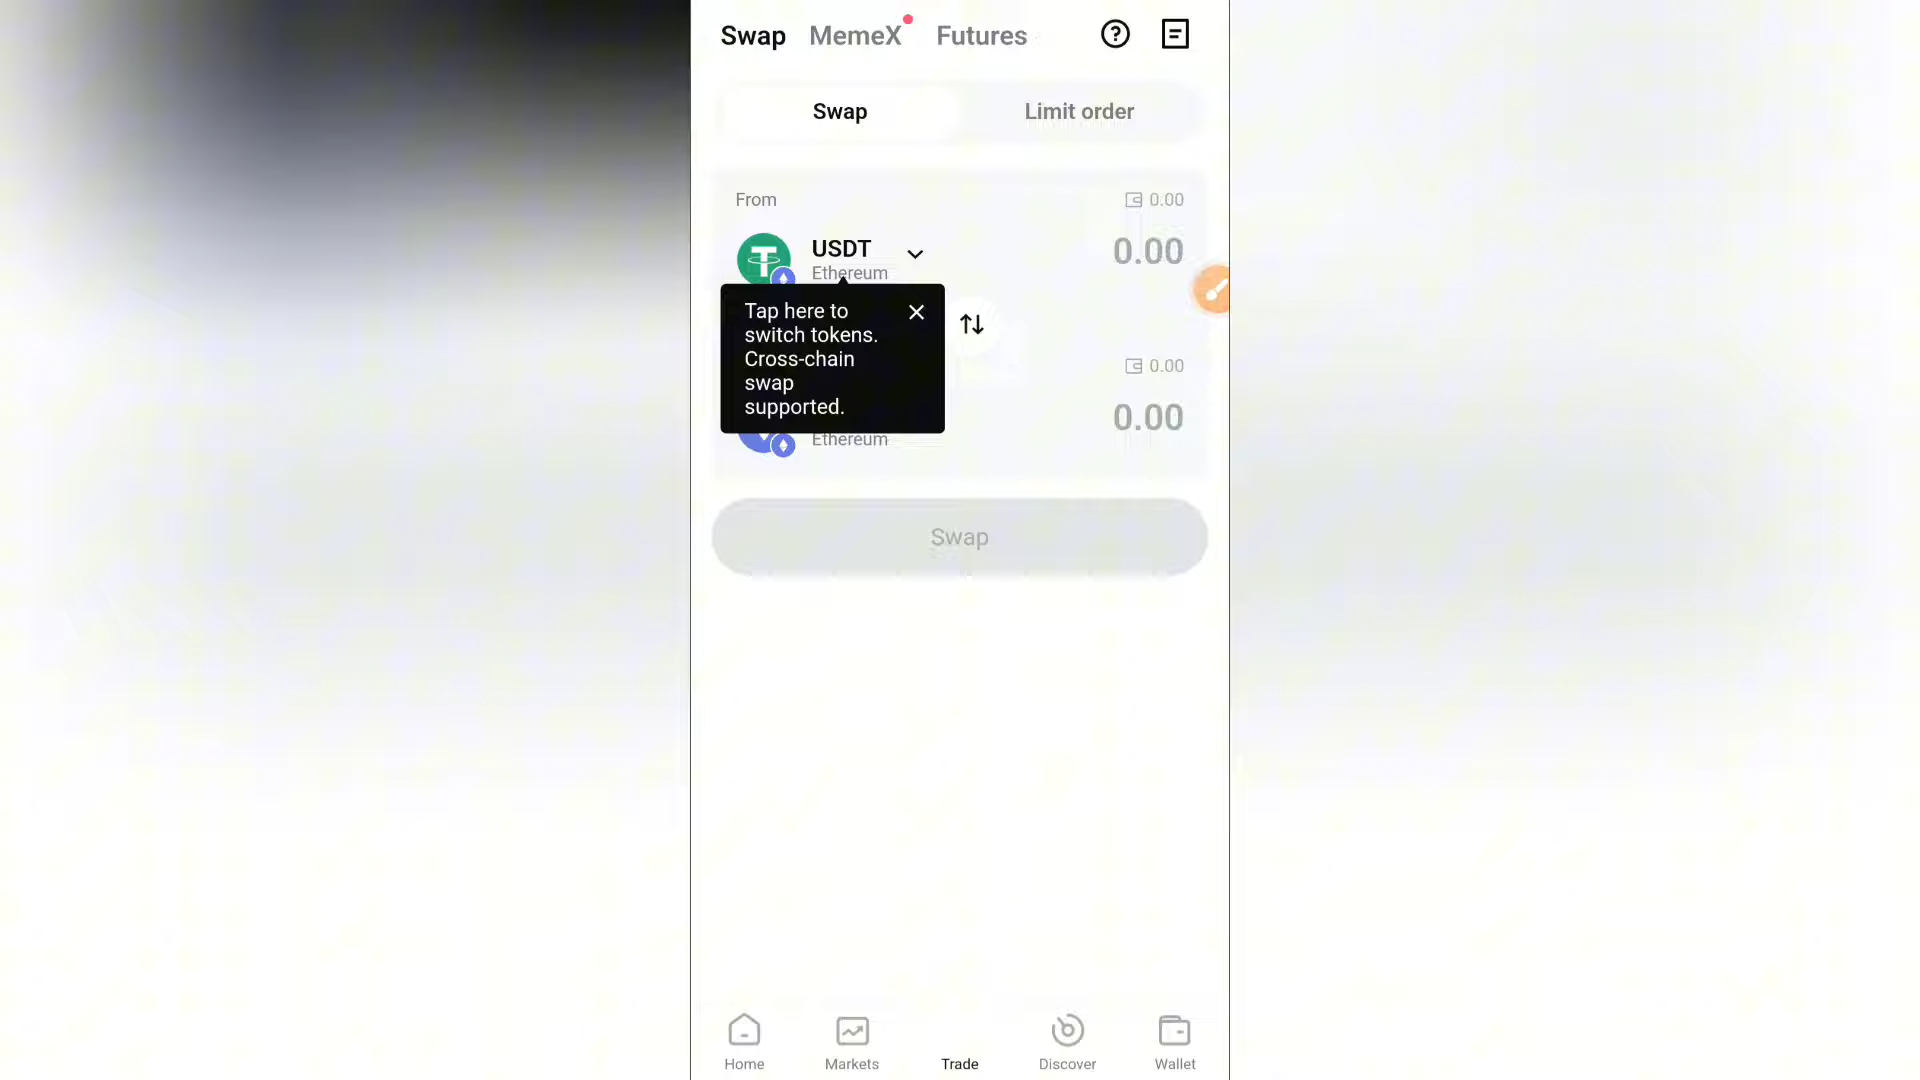 Swap MemeX Futures
Swap Limit order
From 0.00
USDT 0.00
Ethereum
Tap here to
switch tokens.
Cross-chain
swap
supported.
0.00
0.00
Ethereum
Swap
Home Markets Trade Discover Wallet